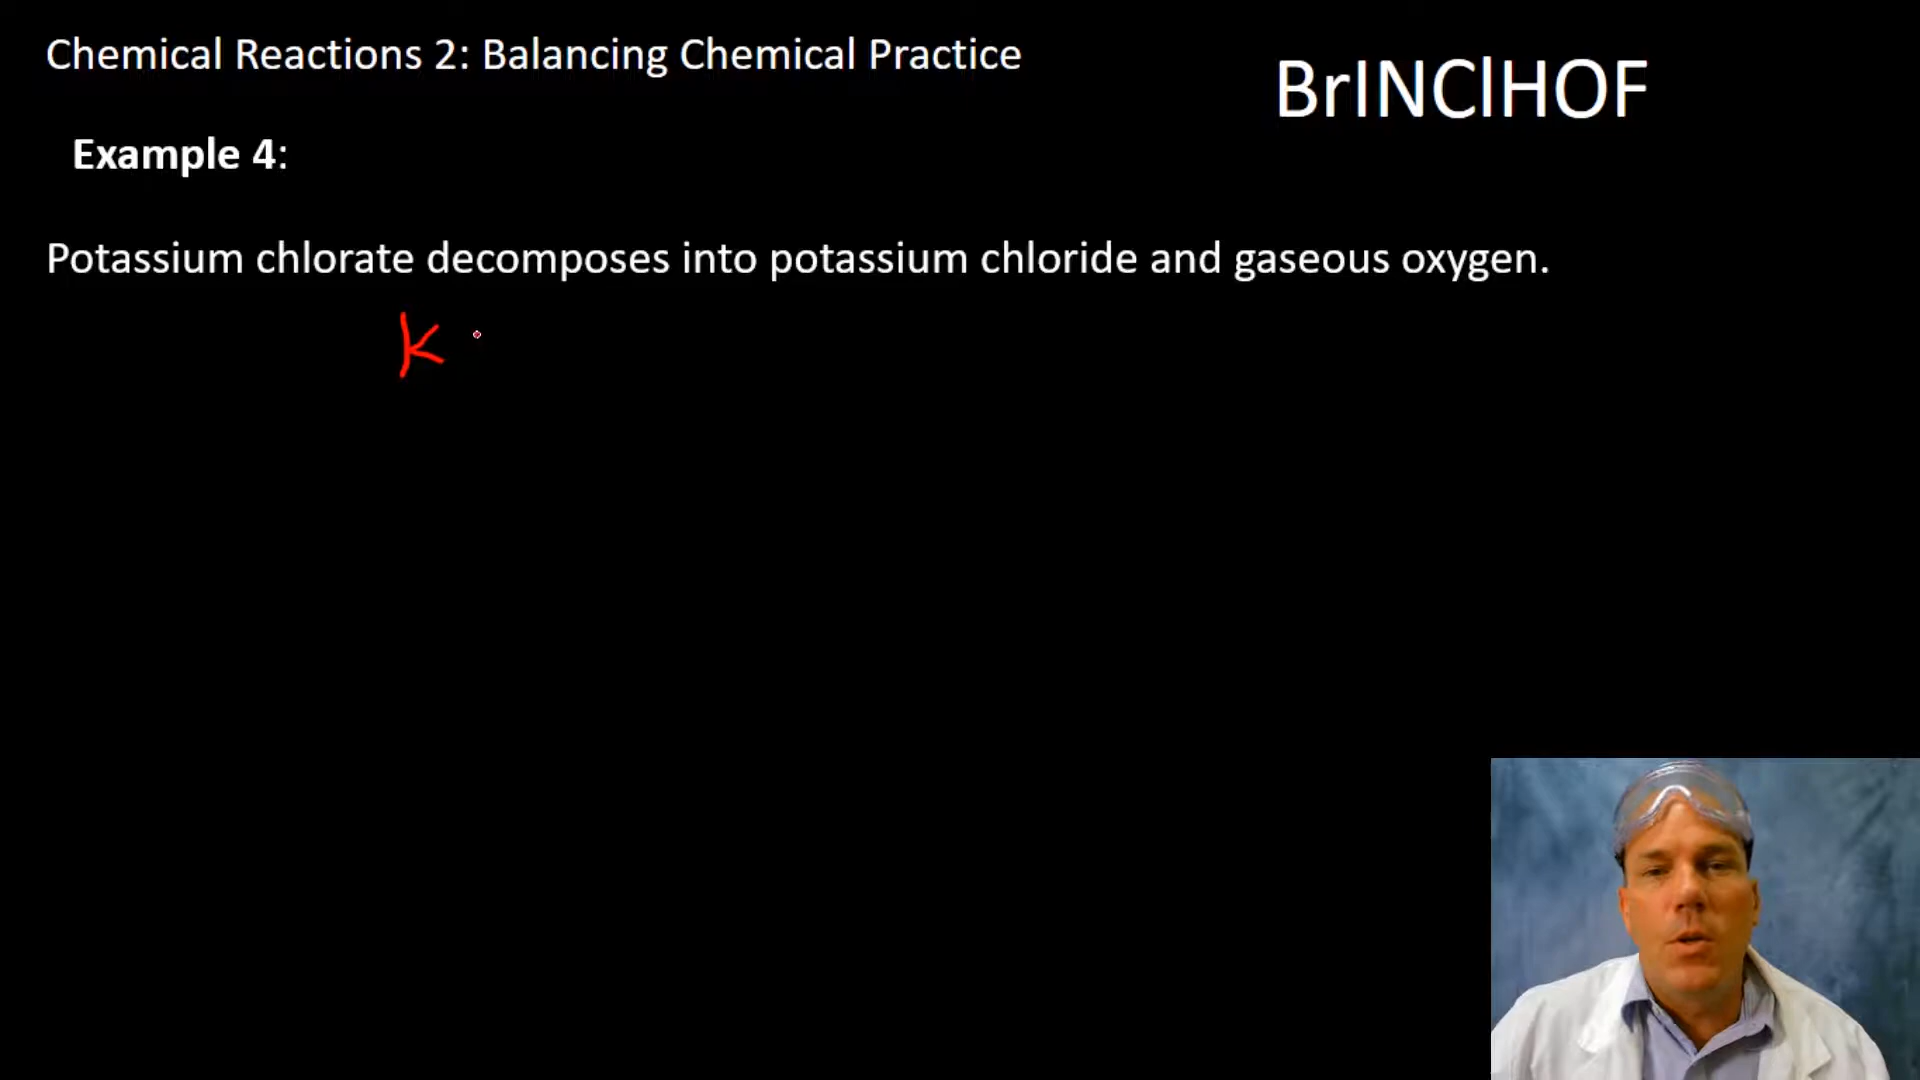 Chemical Reactions 2: Balancing Chemical Practice
BrINClHOF
Example 4:
Potassium chlorate decomposes into potassium chloride and gaseous oxygen.
K